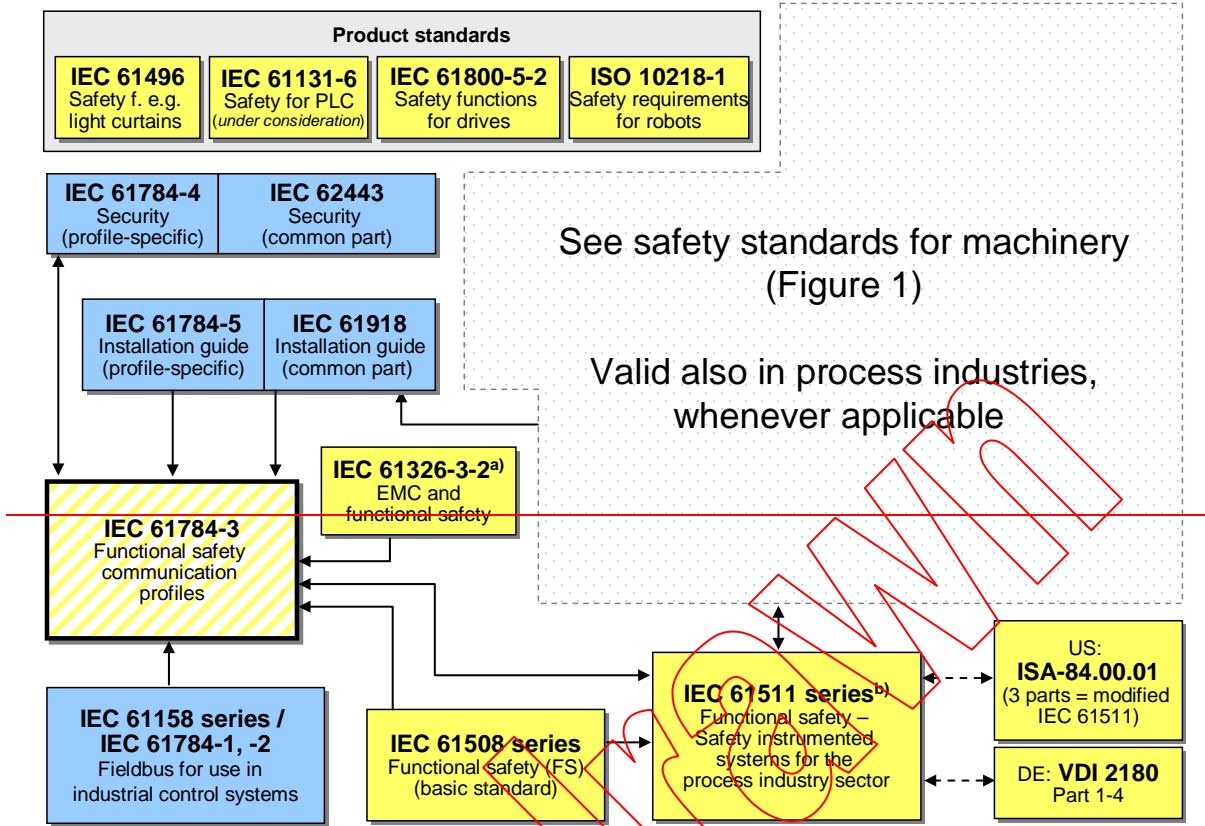 Product standards
IEC 61496
Safety f. e.g.
light curtains
IEC 61131-6
Safety for PLC
(under consideration)
IEC 61800-5-2
Safety functions
for drives
ISO 10218-1
Safety requirements
for robots
IEC 61784-4
Security
(profile-specific)
IEC 62443
Security
(common part)
See safety standards for machinery
(Figure 1)
Valid also in process industries,
whenever applicable
IEC 61784-5
Installation guide
(profile-specific)
IEC 61918
Installation guide
(common part)
IEC 61326-3-2a)
EMC and
functional safety
IEC 61784-3
Functional safety
communication
profiles
IEC 61158 series /
IEC 61784-1, -2
Fieldbus for use in
industrial control systems
IEC 61508 series
Functional safety (FS)
(basic standard)
IEC 61511 series b)
Functional safety –
Safety instrumented
systems for the
process industry sector
US:
ISA-84.00.01
(3 parts = modified
IEC 61511)
DE: VDI 2180
Part 1-4